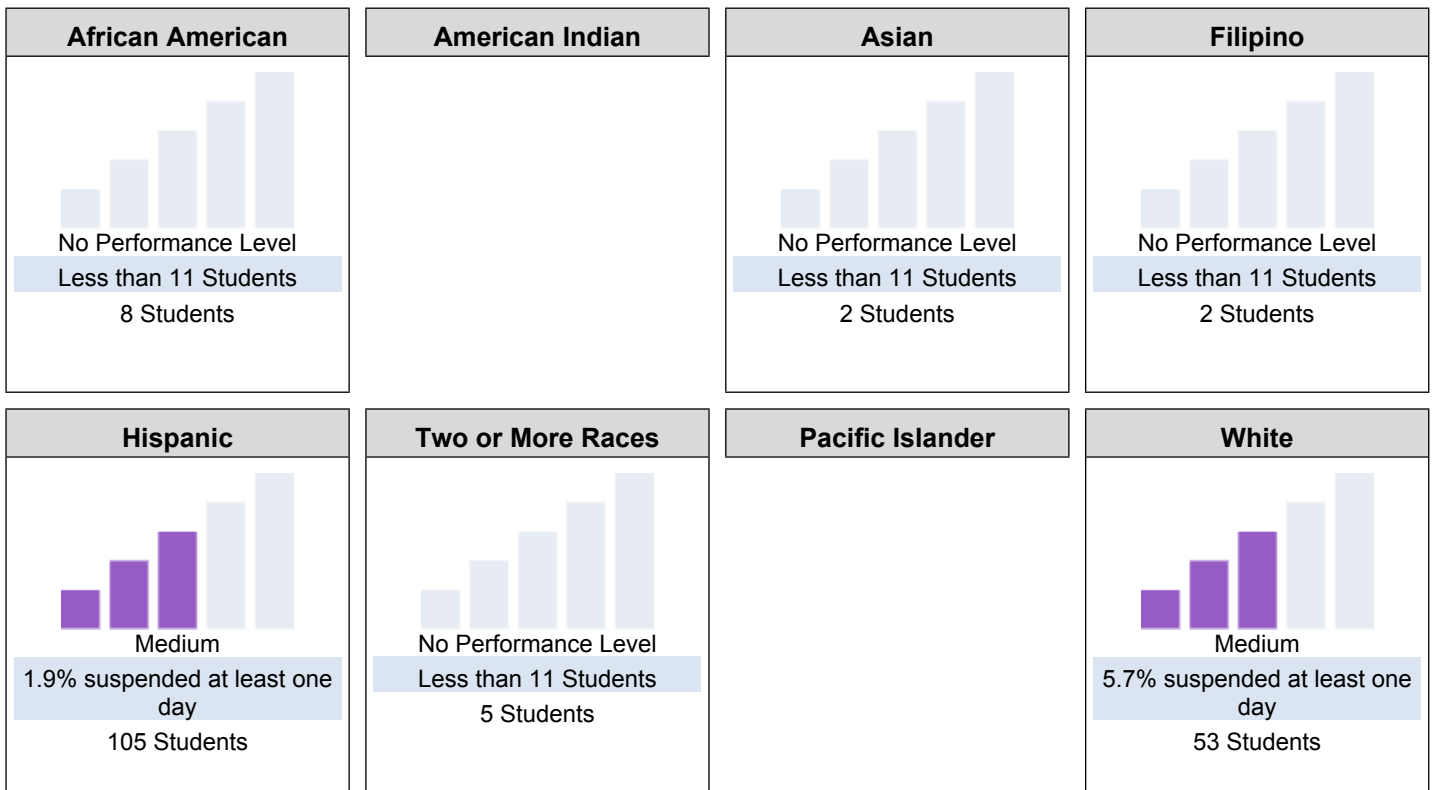 African American
American Indian
Asian
Filipino
No Performance Level
Less than 11 Students
8 Students
No Performance Level
Less than 11 Students
2 Students
No Performance Level
Less than 11 Students
2 Students
Hispanic
Two or More Races
Pacific Islander
White
Medium
1.9% suspended at least one
day
105 Students
No Performance Level
Less than 11 Students
5 Students
Medium
5.7% suspended at least one
day
53 Students